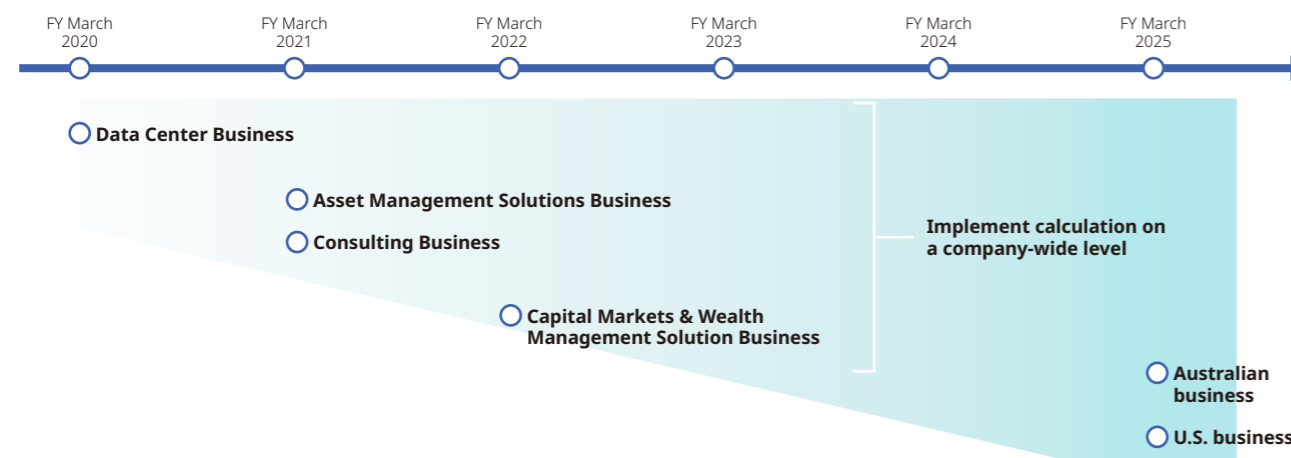 FY March
2020
FY March
2021
FY March
2022
FY March
2023
FY March
2024
FY March
2025
Data Center Business
Asset Management Solutions Business
Consulting Business
Implement calculation on
a company-wide level
Capital Markets & Wealth
Management Solution Business
Australian
business
U.S. business